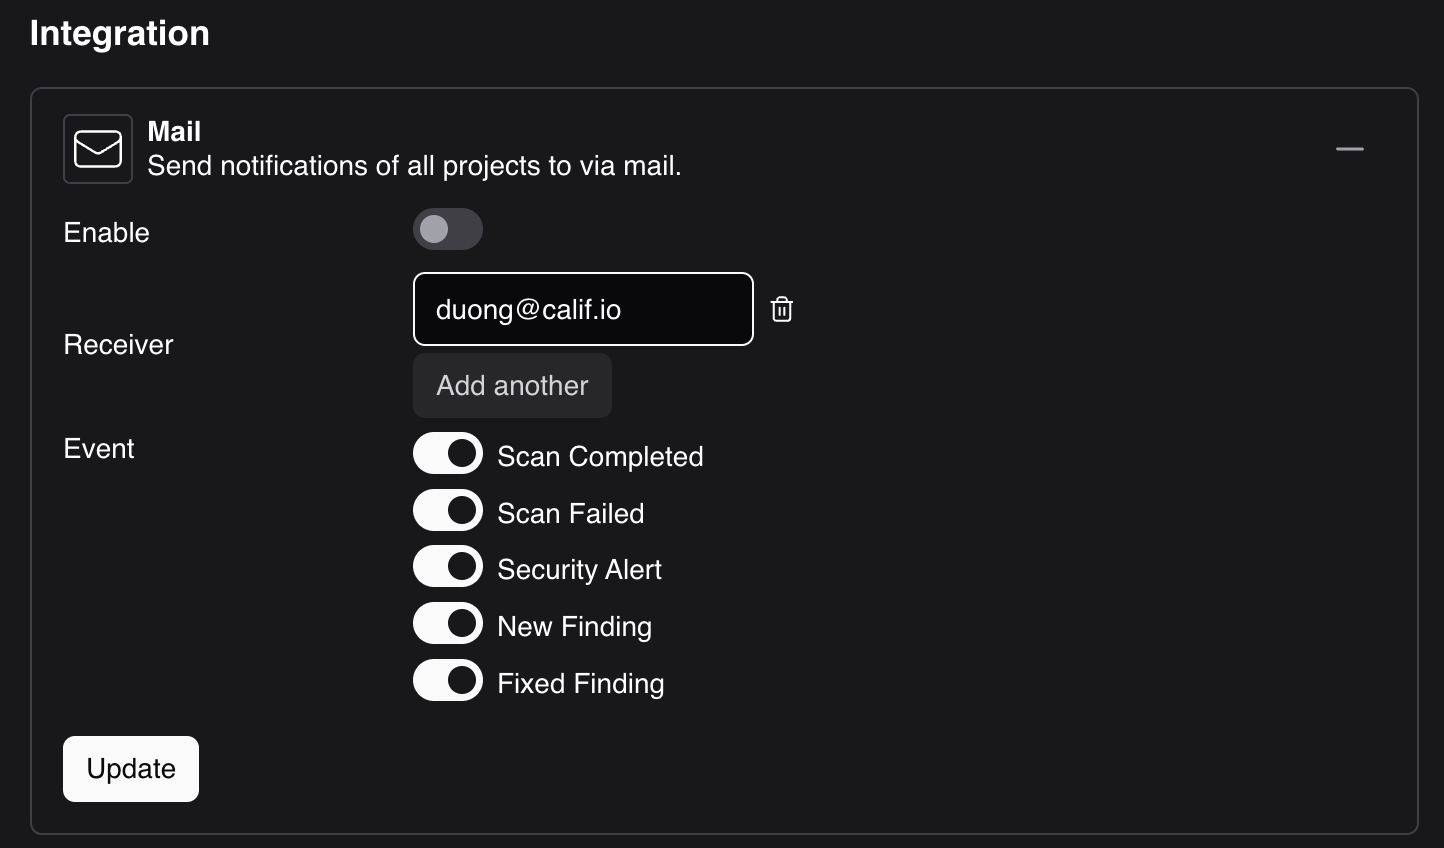 Integration
Mail
Send notifications of all projects to via mail.
Enable
duong@calif.io
Receiver
Add another
Event
Scan Completed
Scan Failed
Security Alert
New Finding
Fixed Finding
Update